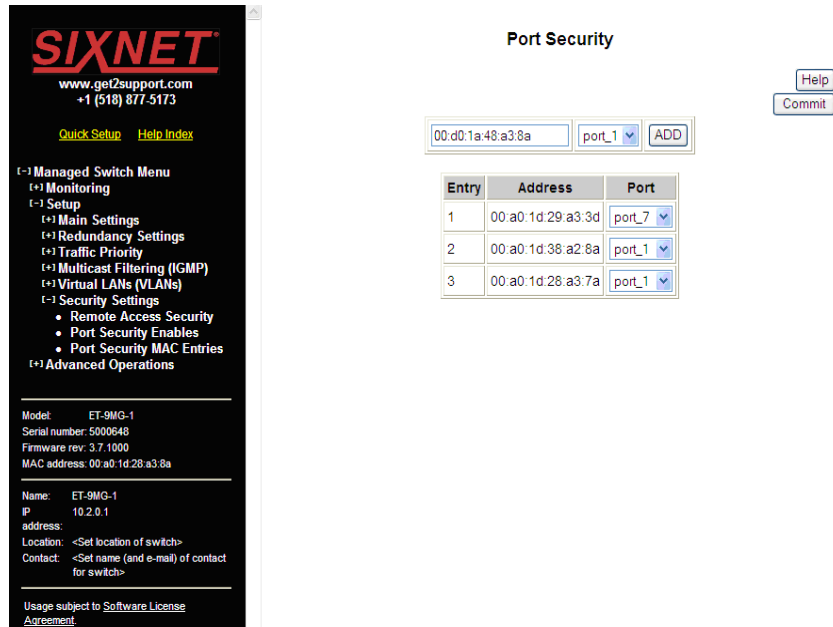 SIXNET
www.get2support.com
+1 (518) 877-5173
Quick Setup Help Index
[-] Managed Switch Menu
[+] Monitoring
[-] Setup
[+] Main Settings
[+] Redundancy Settings
[+] Traffic Priority
[+] Multicast Filtering (IGMP)
[+] Virtual LANs (VLANs)
[-] Security Settings
• Remote Access Security
• Port Security Enables
• Port Security MAC Entries
[+] Advanced Operations
Model: ET-9MG-1
Serial number: 5000648
Firmware rev: 3.7.1000
MAC address: 00:a0:1d:28:a3:8a
Name: ET-9MG-1
IP 10.2.0.1
address:
Location: <Set location of switch>
Contact: <Set name (and e-mail) of contact
for switch>
Usage subject to Software License
Agreement.
Port Security
Help
Commit
00:d0:1a:48:a3:8a port_1 ADD
Entry Address Port
1 00:a0:1d:29:a3:3d port_7
2 00:a0:1d:38:a2:8a port_1
3 00:a0:1d:28:a3:7a port_1